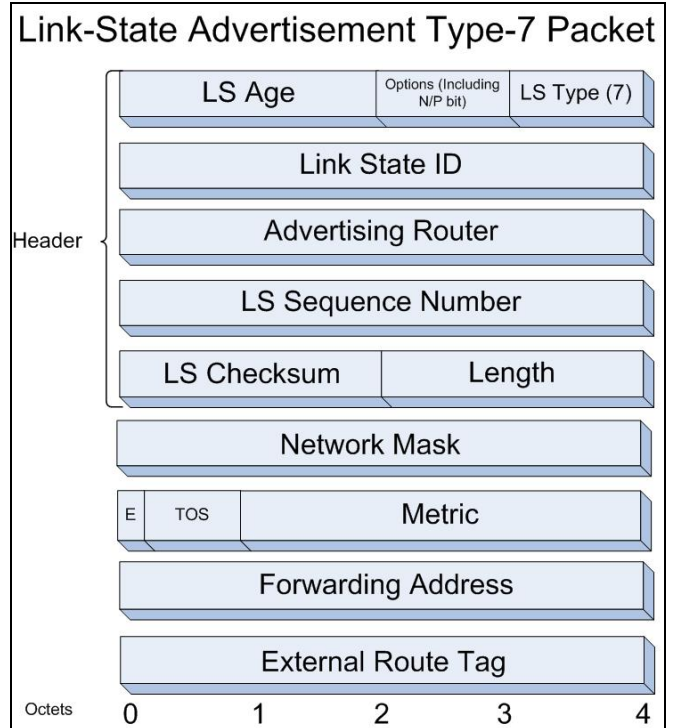 Link-State Advertisement Type-7 Packet
LS Age
Options (Including
N/P bit)
LS Type (7)
Link State ID
Header
Advertising Router
LS Sequence Number
LS Checksum
Length
Network Mask
E
TOS
Metric
Forwarding Address
External Route Tag
Octets 0 1 2 3 4